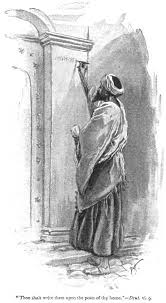 "Thou shalt write them upon the posts of thy house."—Deut. vi. 9.